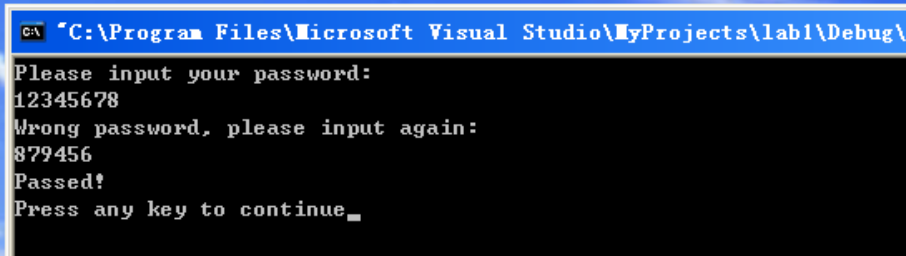 "C:\Program Files\Microsoft Visual Studio\MyProjects\lab1\Debug\
Please input your password:
12345678
Wrong password, please input again:
879456
Passed!
Press any key to continue_